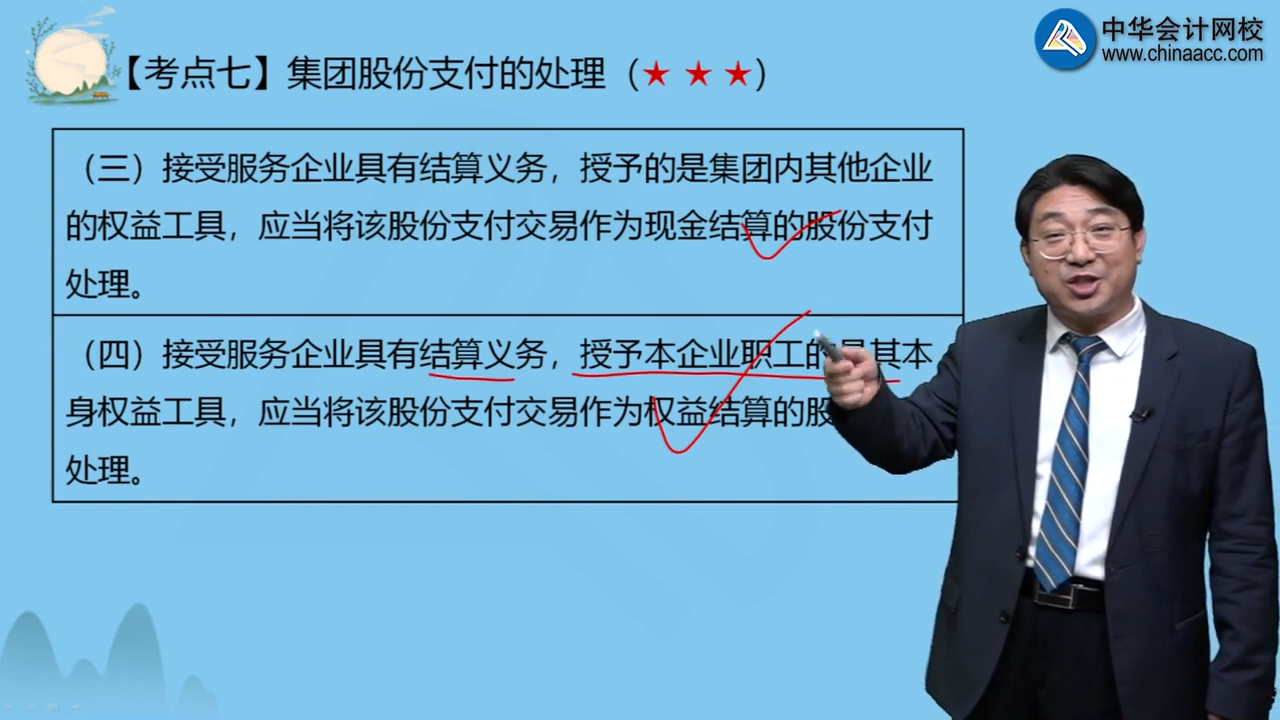 中华会计网校
www.chinaacc.com
【考点七】集团股份支付的处理（★ ★ ★）
（三）接受服务企业具有结算义务，授予的是集团内其他企业
的权益工具，应当将该股份支付交易作为现金结算的股份支付
处理。
（四）接受服务企业具有结算义务，授予本企业职工的是其本
身权益工具，应当将该股份支付交易作为权益结算的股
处理。